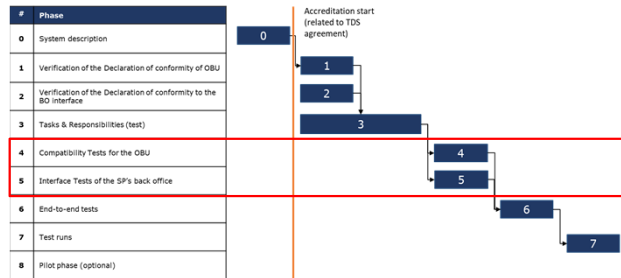 # Phase
Accreditation start
(related to TDS
agreement)
0 System description
0
1 Verification of the Declaration of conformity of OBU
1
2 Verification of the Declaration of conformity to the
BO interface
2
3 Tasks & Responsibilities (test)
3
4 Compatibility Tests for the OBU
4
5 Interface Tests of the SP's back office
5
6 End-to-end tests
6
7 Test runs
7
8 Pilot phase (optional)